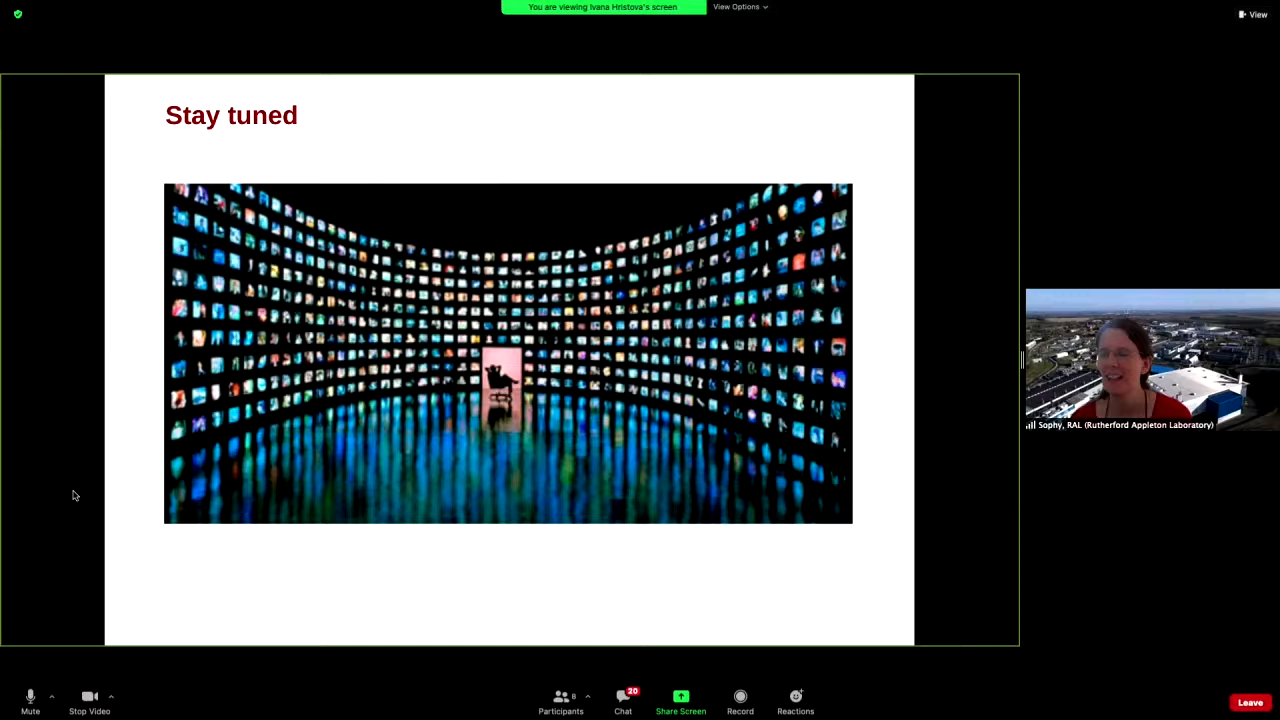 You are viewing Ivana Hristova's screen
View Options
View
Stay tuned
Sophy, RAL (Rutherford Appleton Laboratory)
Mute
Stop Video
Participants
8
Chat
20
Share Screen
Record
Reactions
Leave